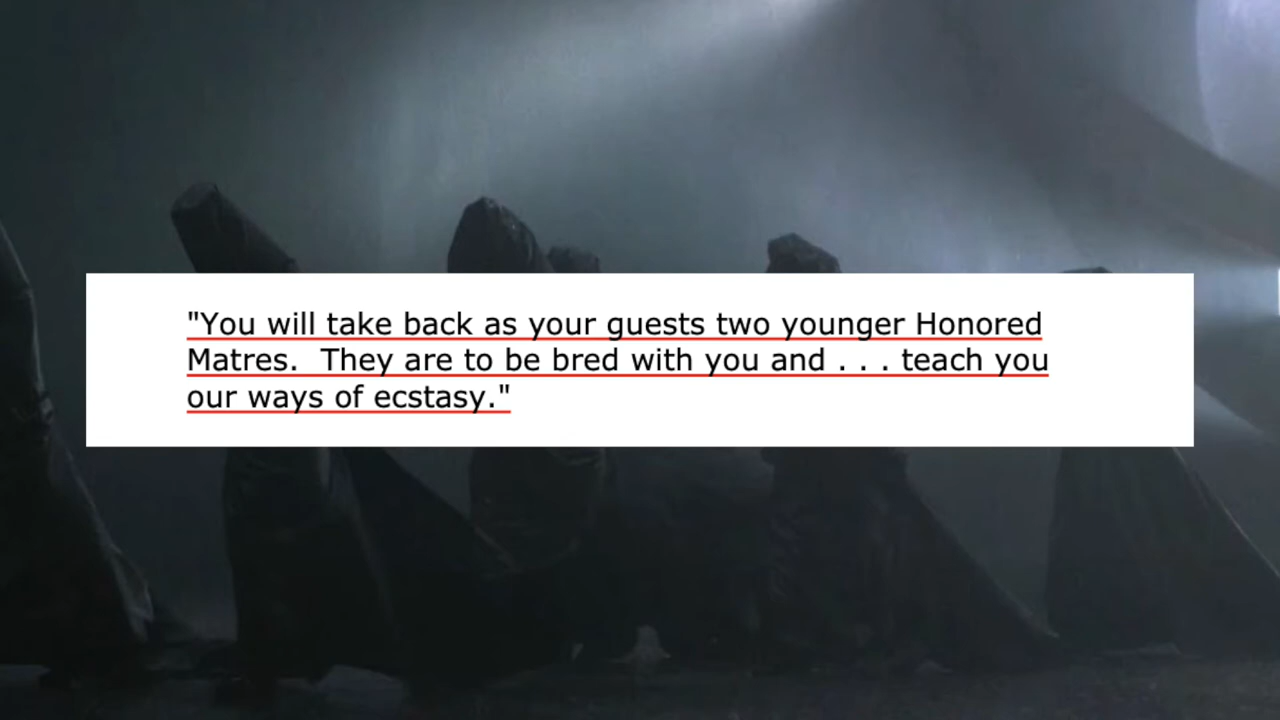 "You will take back as your guests two younger Honored
Matres.  They are to be bred with you and . . . teach you
our ways of ecstasy."